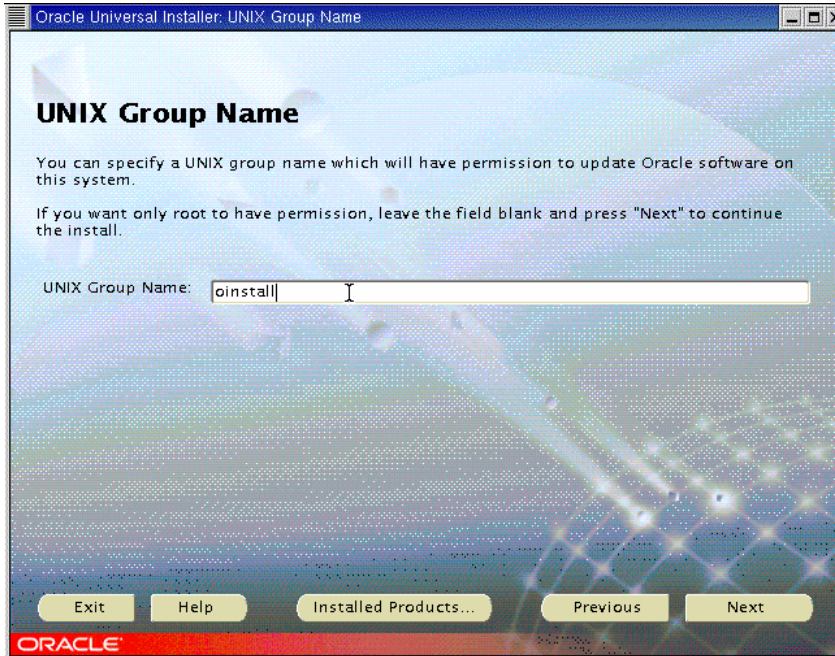 Oracle Universal Installer: UNIX Group Name
UNIX Group Name
You can specify a UNIX group name which will have permission to update Oracle software on
this system.
If you want only root to have permission, leave the field blank and press "Next" to continue
the install.
UNIX Group Name: oinstall
Exit Help Installed Products... Previous Next
ORACLE